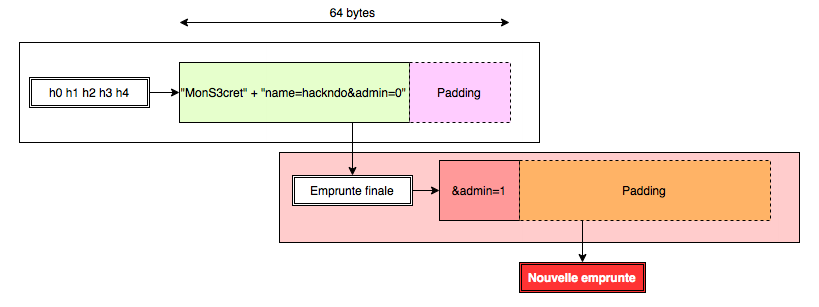 64 bytes
h0 h1 h2 h3 h4
"MonS3cret" + "name=hackndo&admin=0"
Padding
Emprunte finale
&admin=1
Padding
Nouvelle emprunte